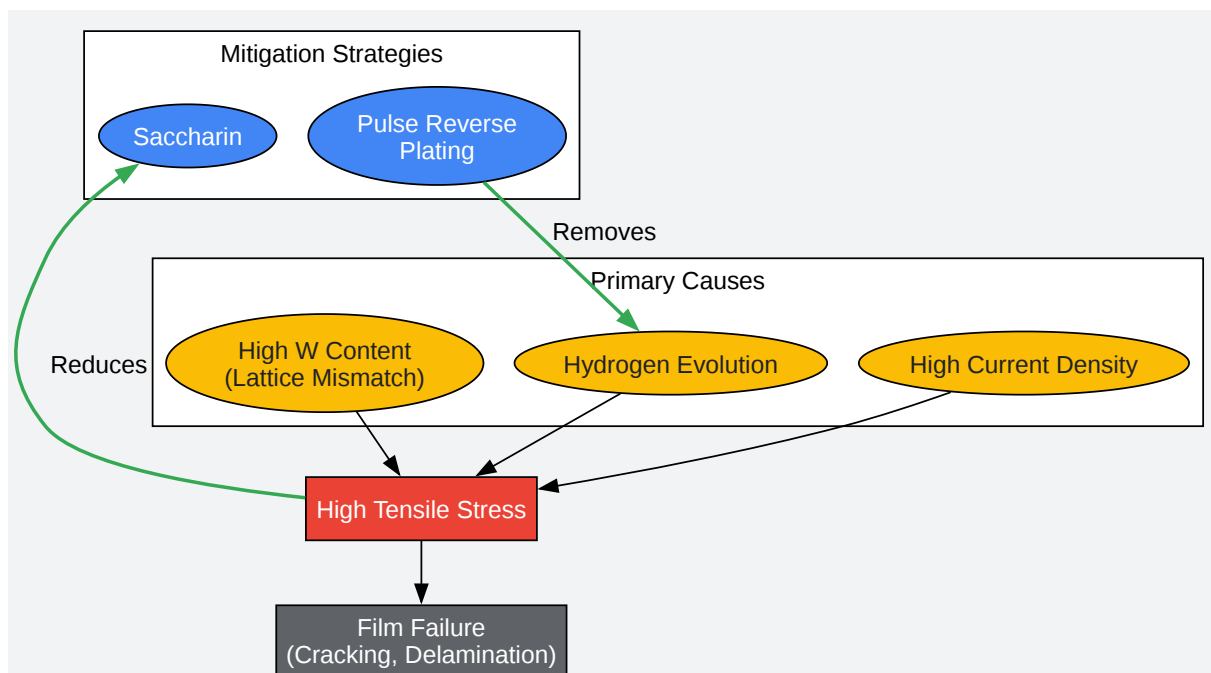 Mitigation Strategies
Saccharin
Pulse Reverse
Plating
Removes
Primary Causes
Reduces
High W Content
(Lattice Mismatch)
Hydrogen Evolution
High Current Density
High Tensile Stress
Film Failure
(Cracking, Delamination)